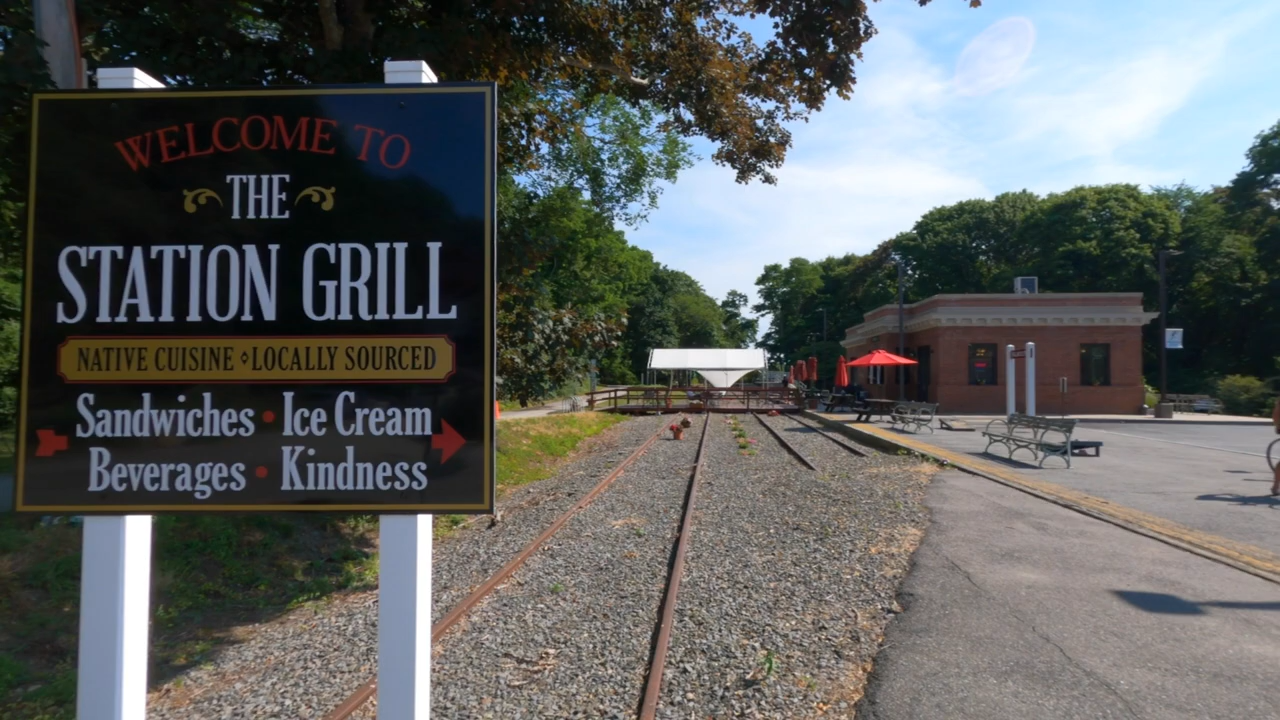 WELCOME TO
THE
STATION GRILL
NATIVE CUISINE ⬥ LOCALLY SOURCED
Sandwiches • Ice Cream
Beverages • Kindness